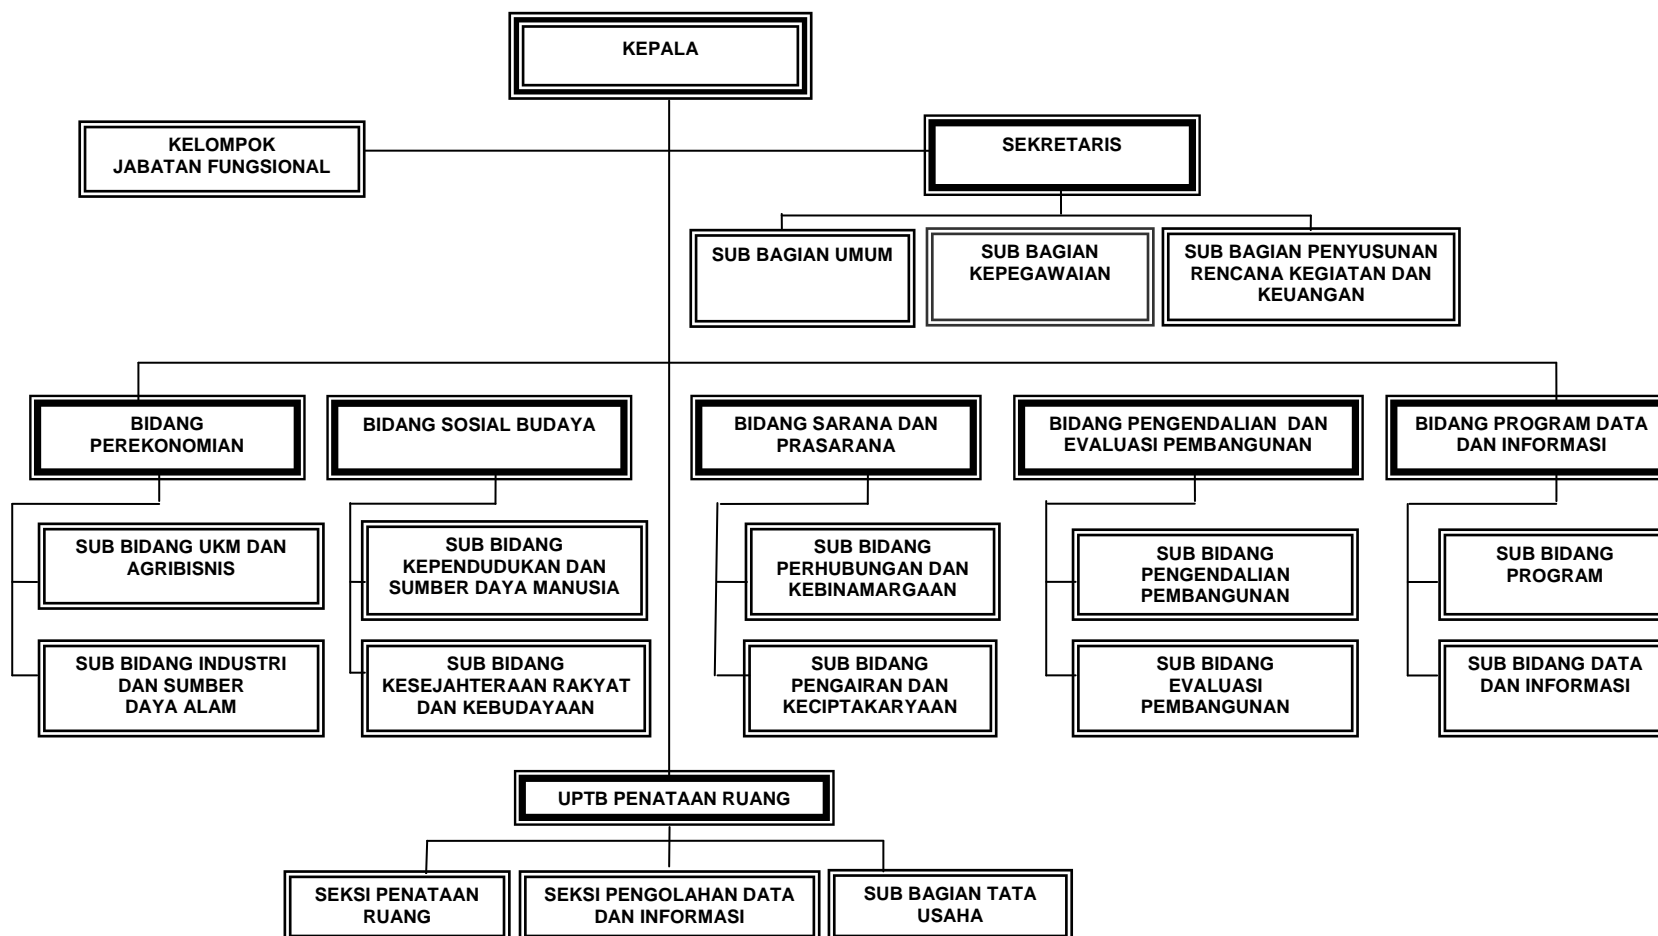 KEPALA
KELOMPOK
JABATAN FUNGSIONAL
SEKRETARIS
SUB BAGIAN UMUM
SUB BAGIAN
KEPEGAWAIAN
SUB BAGIAN PENYUSUNAN
RENCANA KEGIATAN DAN
KEUANGAN
BIDANG
PEREKONOMIAN
BIDANG SOSIAL BUDAYA
BIDANG SARANA DAN
PRASARANA
BIDANG PENGENDALIAN DAN
EVALUASI PEMBANGUNAN
BIDANG PROGRAM DATA
DAN INFORMASI
SUB BIDANG UKM DAN
AGRIBISNIS
SUB BIDANG
KEPENDUDUKAN DAN
SUMBER DAYA MANUSIA
SUB BIDANG
PERHUBUNGAN DAN
KEBINAMARGAAN
SUB BIDANG
PENGENDALIAN
PEMBANGUNAN
SUB BIDANG
PROGRAM
SUB BIDANG INDUSTRI
DAN SUMBER
DAYA ALAM
SUB BIDANG
KESEJAHTERAAN RAKYAT
DAN KEBUDAYAAN
SUB BIDANG
PENGAIRAN DAN
KECIPTAKARYAAN
SUB BIDANG
EVALUASI
PEMBANGUNAN
SUB BIDANG DATA
DAN INFORMASI
UPTB PENATAAN RUANG
SEKSI PENATAAN
RUANG
SEKSI PENGOLAHAN DATA
DAN INFORMASI
SUB BAGIAN TATA
USAHA